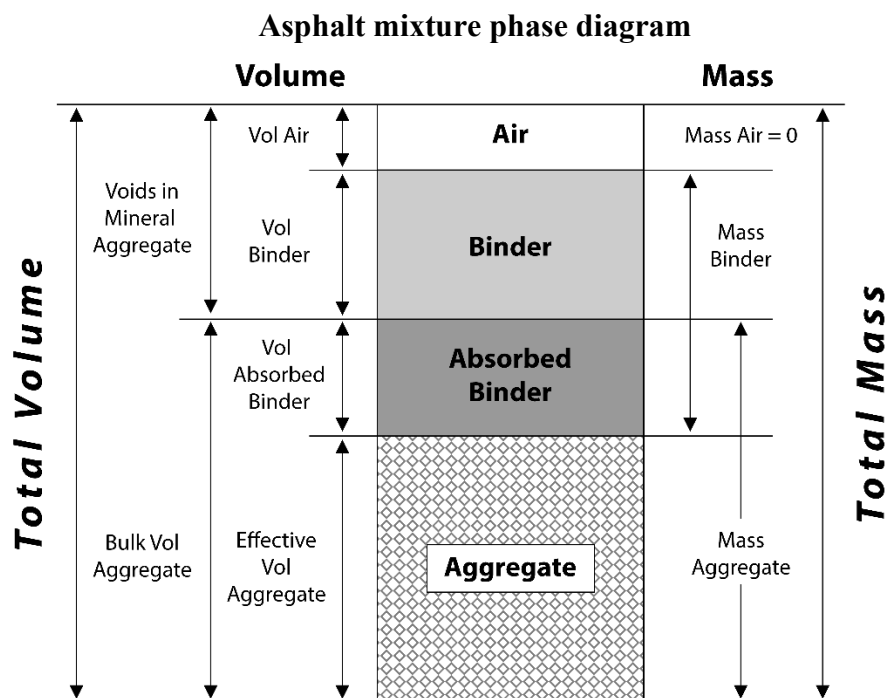 Asphalt mixture phase diagram
Volume
Mass
Vol Air
Air
Mass Air = 0
Voids in
Mineral
Aggregate
Vol
Binder
Binder
Mass
Binder
Total Volume
Total Mass
Vol
Absorbed
Binder
Absorbed
Binder
Bulk Vol
Aggregate
Effective
Vol
Aggregate
Aggregate
Mass
Aggregate